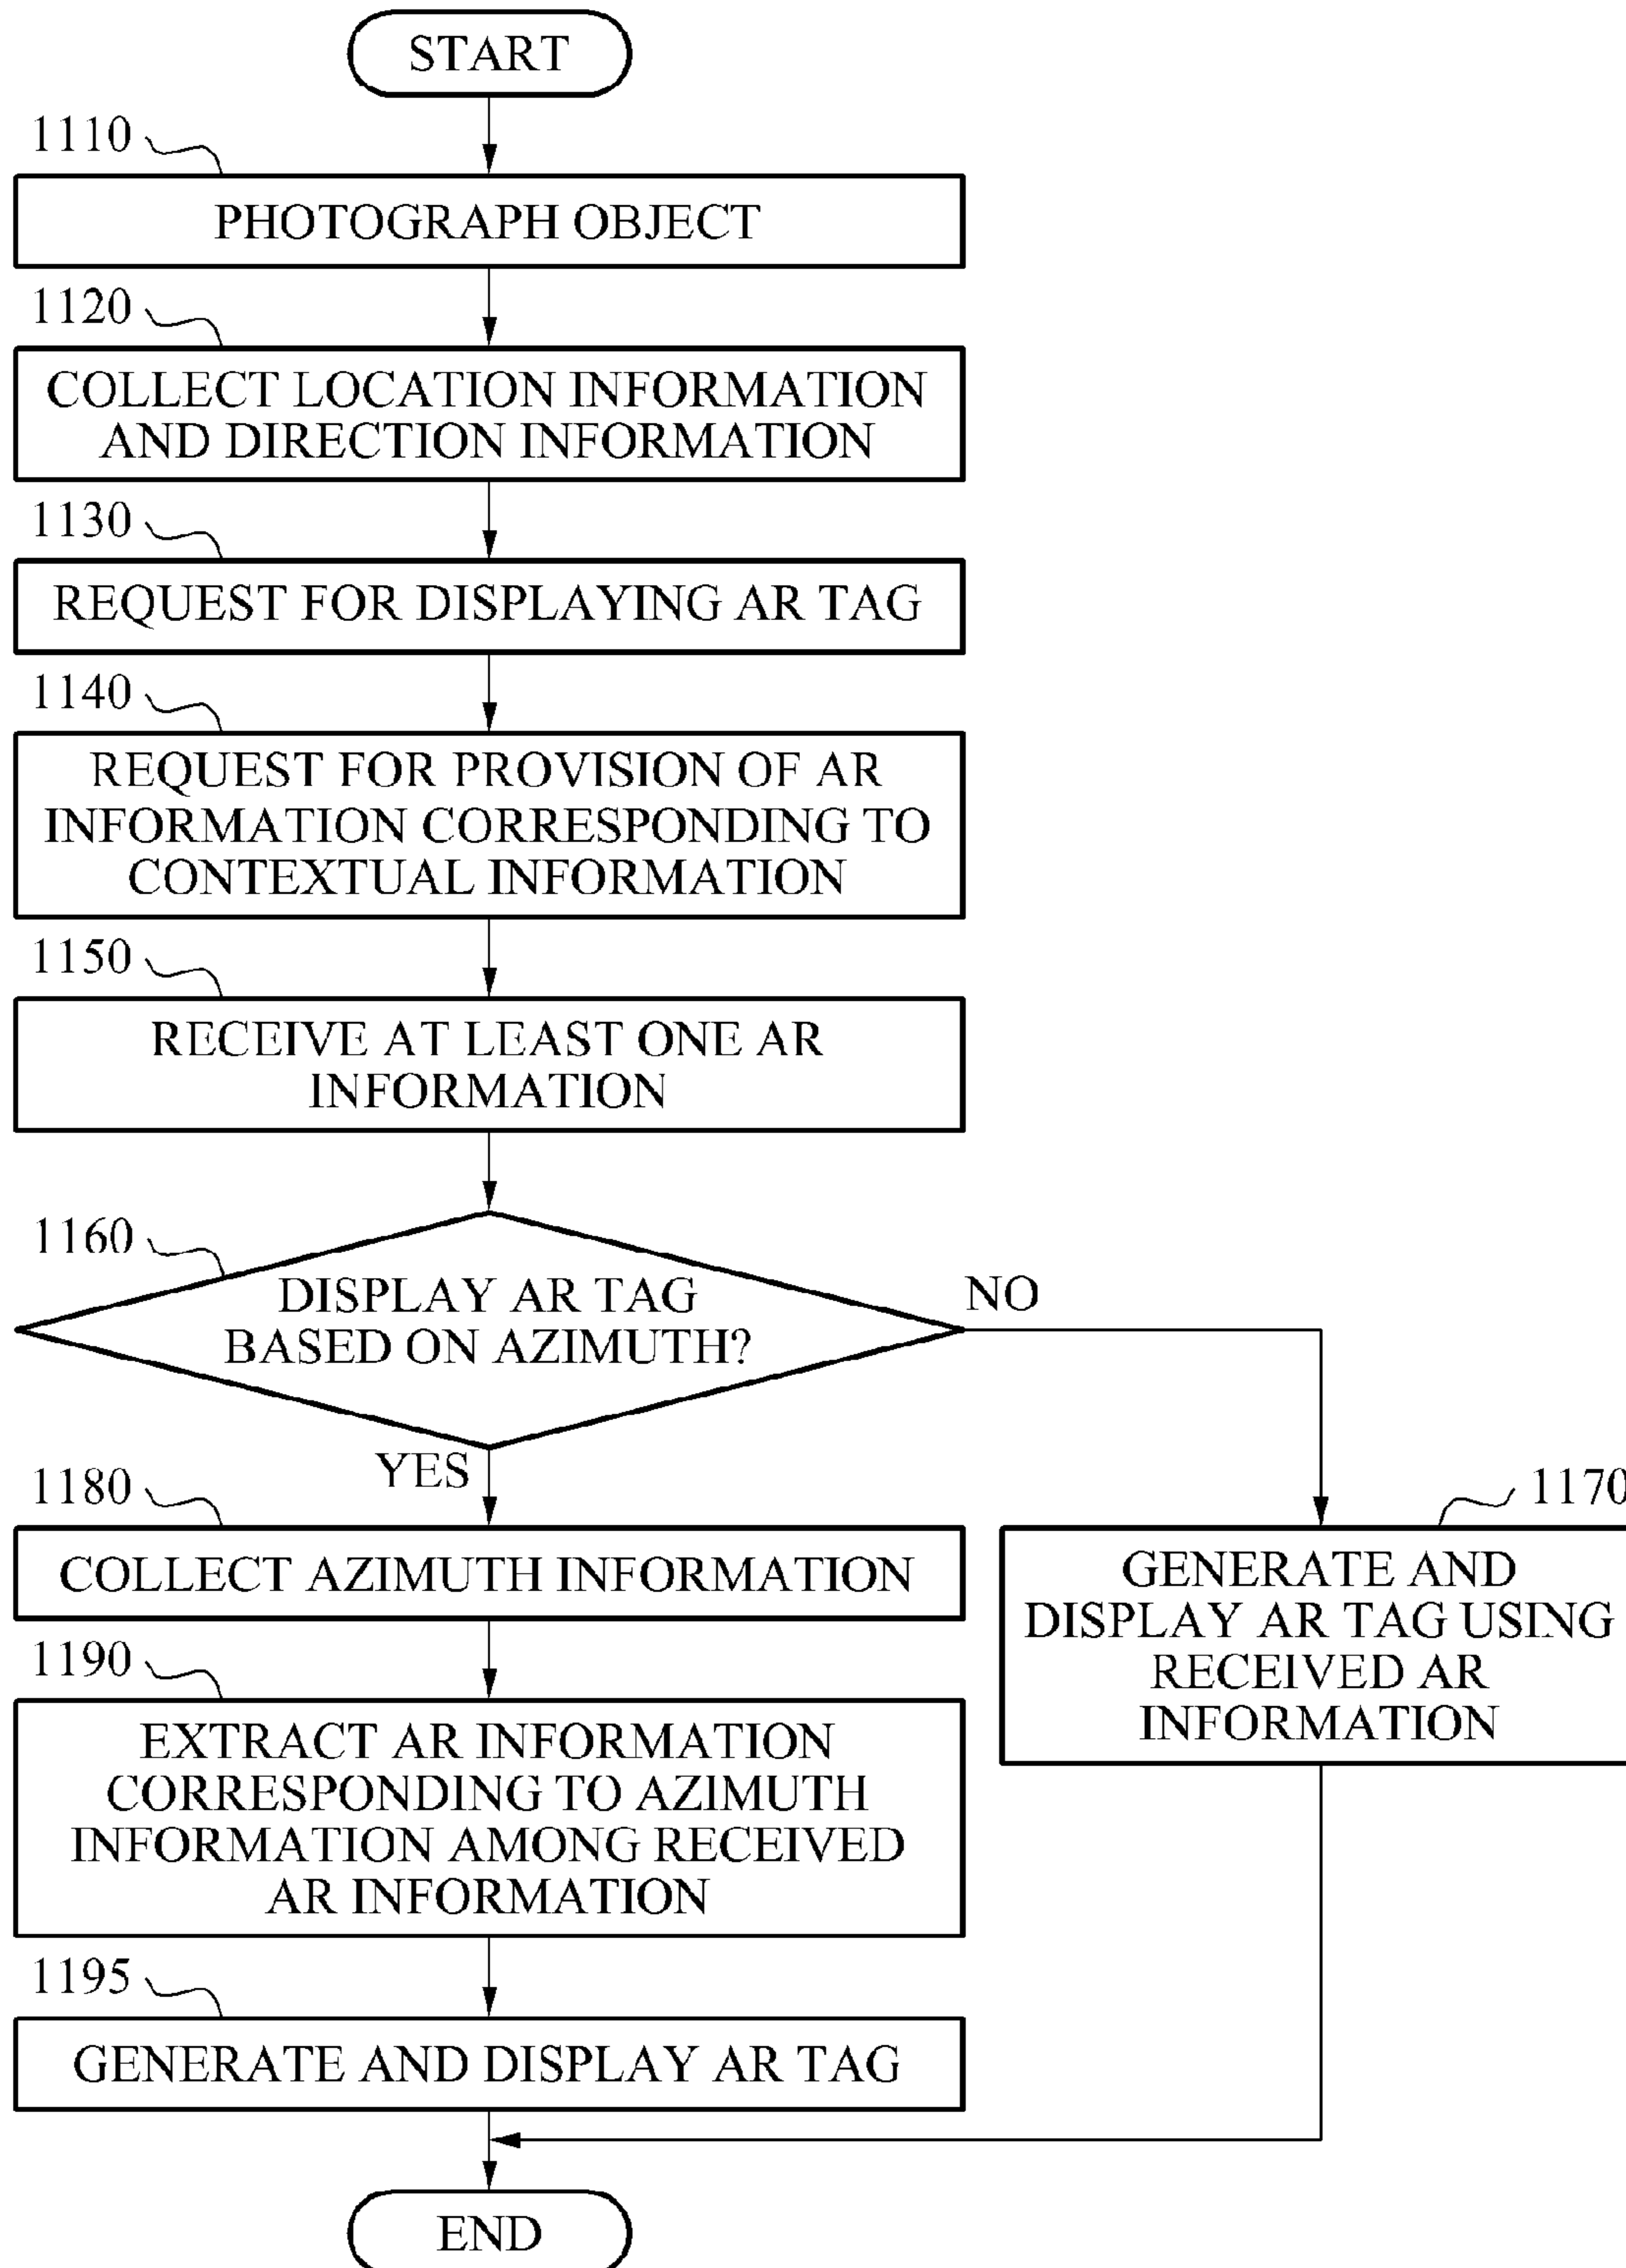 START
1110
PHOTOGRAPH OBJECT
1120
COLLECT LOCATION INFORMATION
AND DIRECTION INFORMATION
1130
REQUEST FOR DISPLAYING AR TAG
1140
REQUEST FOR PROVISION OF AR
INFORMATION CORRESPONDING TO
CONTEXTUAL INFORMATION
1150
RECEIVE AT LEAST ONE AR
INFORMATION
1160
DISPLAY AR TAG
BASED ON AZIMUTH?
NO
YES
1180
COLLECT AZIMUTH INFORMATION
1170
GENERATE AND
DISPLAY AR TAG USING
RECEIVED AR
INFORMATION
1190
EXTRACT AR INFORMATION
CORRESPONDING TO AZIMUTH
INFORMATION AMONG RECEIVED
AR INFORMATION
1195
GENERATE AND DISPLAY AR TAG
END